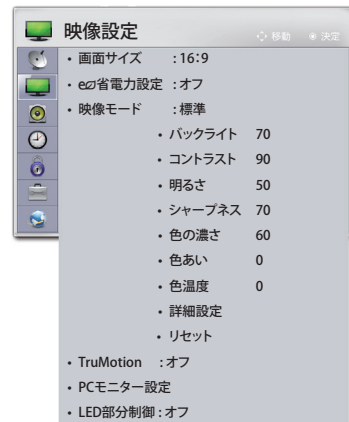 映像設定
移動 決定
・ 画面サイズ :16:9
・ e省電力設定 :オフ
・ 映像モード :標準
・ バックライト 70
・ コントラスト 90
・ 明るさ 50
・ シャープネス 70
・ 色の濃さ 60
・ 色あい 0
・ 色温度 0
・ 詳細設定
・ リセット
・ TruMotion :オフ
・ PCモニター設定
・ LED部分制御 : オフ